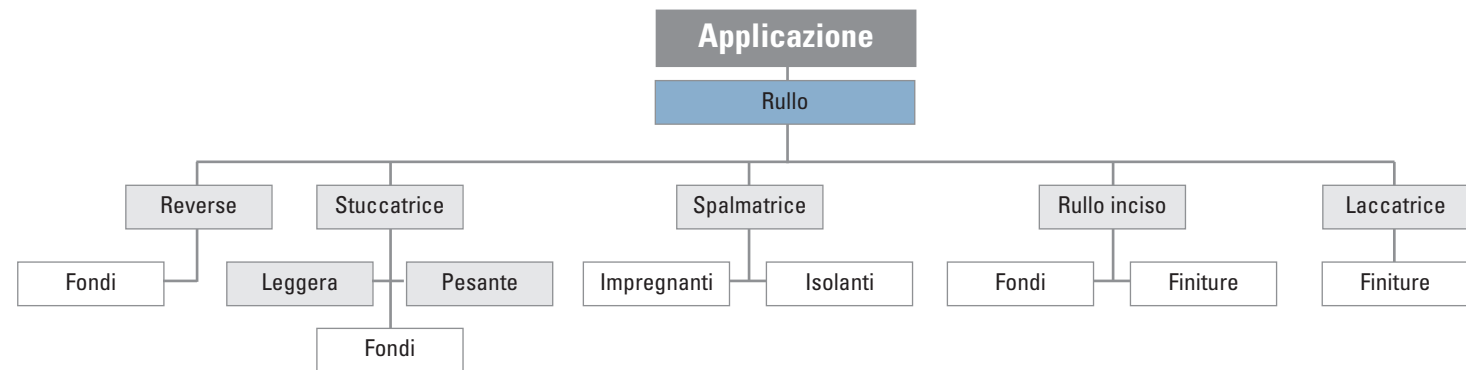 Applicazione
Rullo
Reverse
Stuccatrice
Spalmatrice
Rullo inciso
Laccatrice
Fondi
Leggera
Pesante
Impregnanti
Isolanti
Fondi
Finiture
Finiture
Fondi